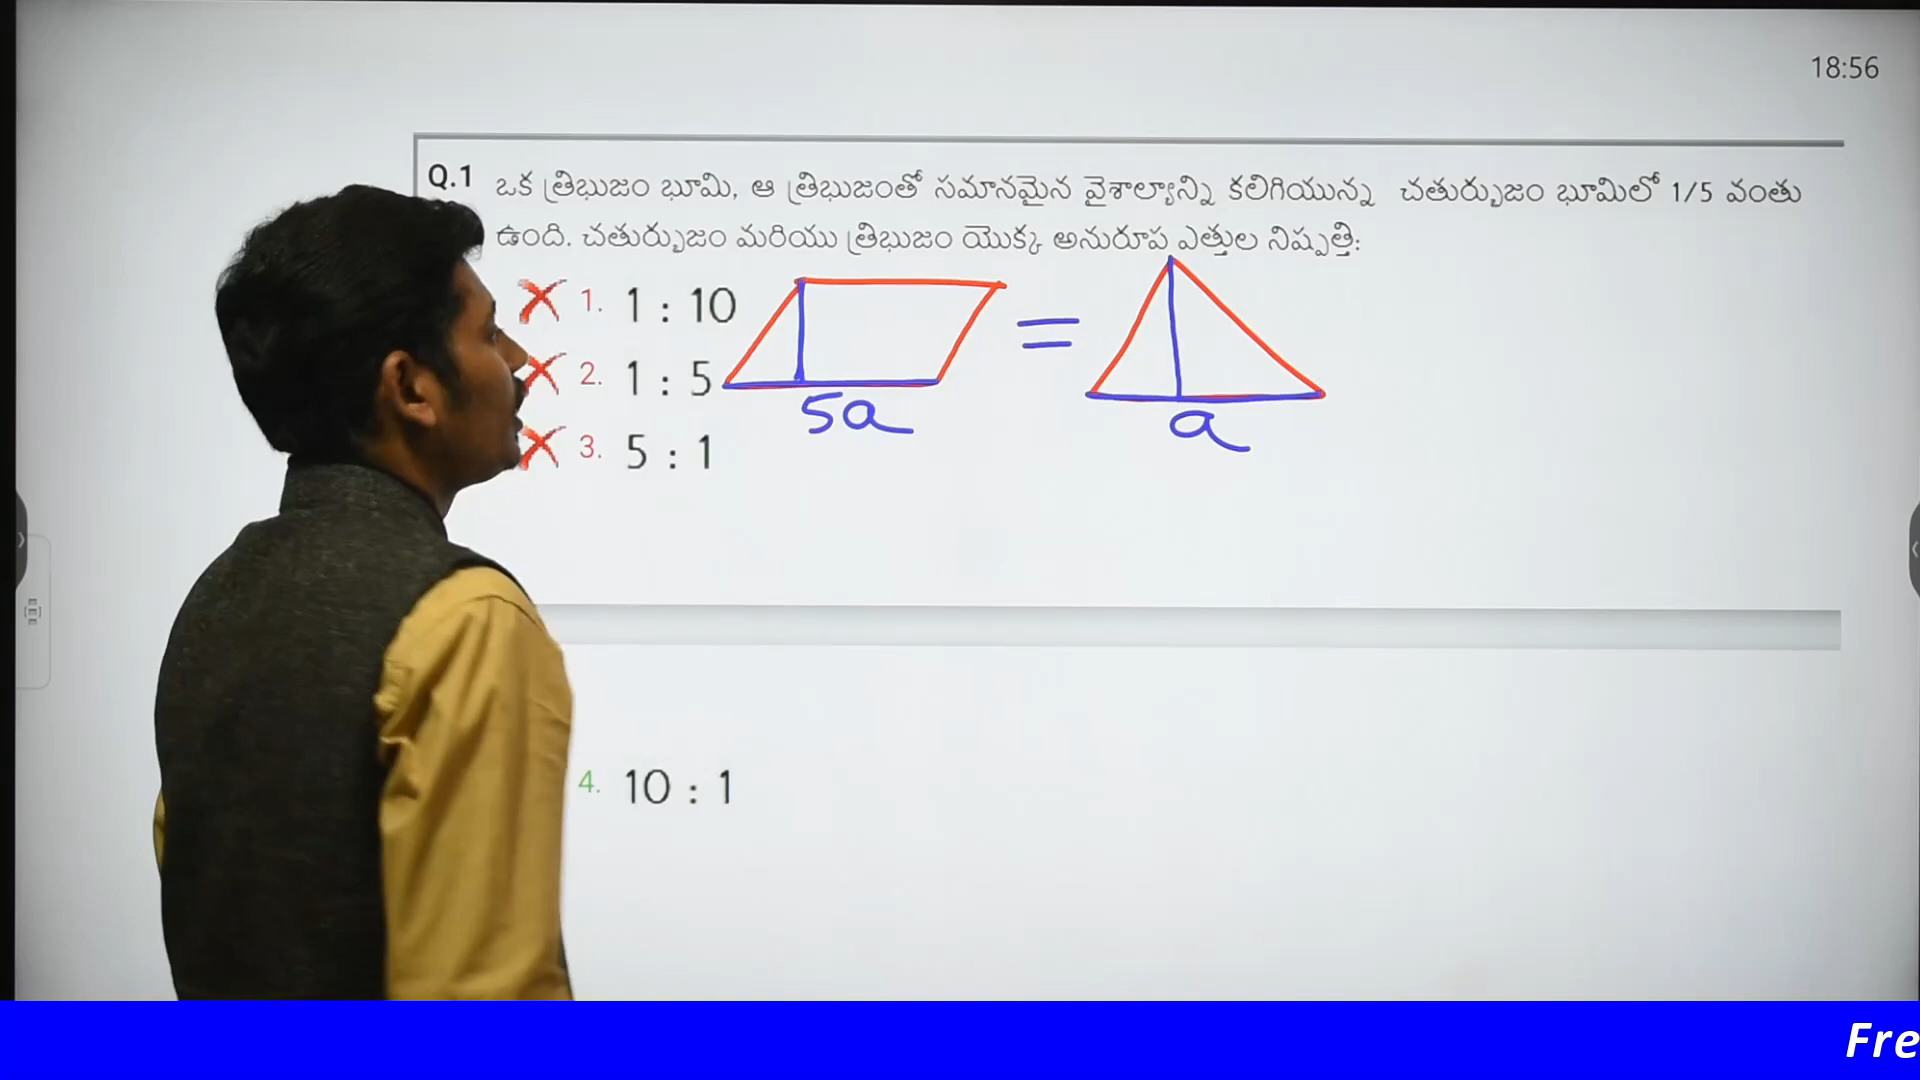 18:56
Q.1 ఒక త్రిభుజం భూమి, ఆ త్రిభుజంతో సమానమైన వైశాల్యాన్ని కలిగియున్న చతుర్భుజం భూమిలో 1/5 వంతు
ఉంది. చతుర్భుజం మరియు త్రిభుజం యొక్క అనురూప ఎత్తుల నిష్పత్తి:
1. 1 : 10
2. 1 : 5
3. 5 : 1
5a
=
a
4. 10 : 1
Fre